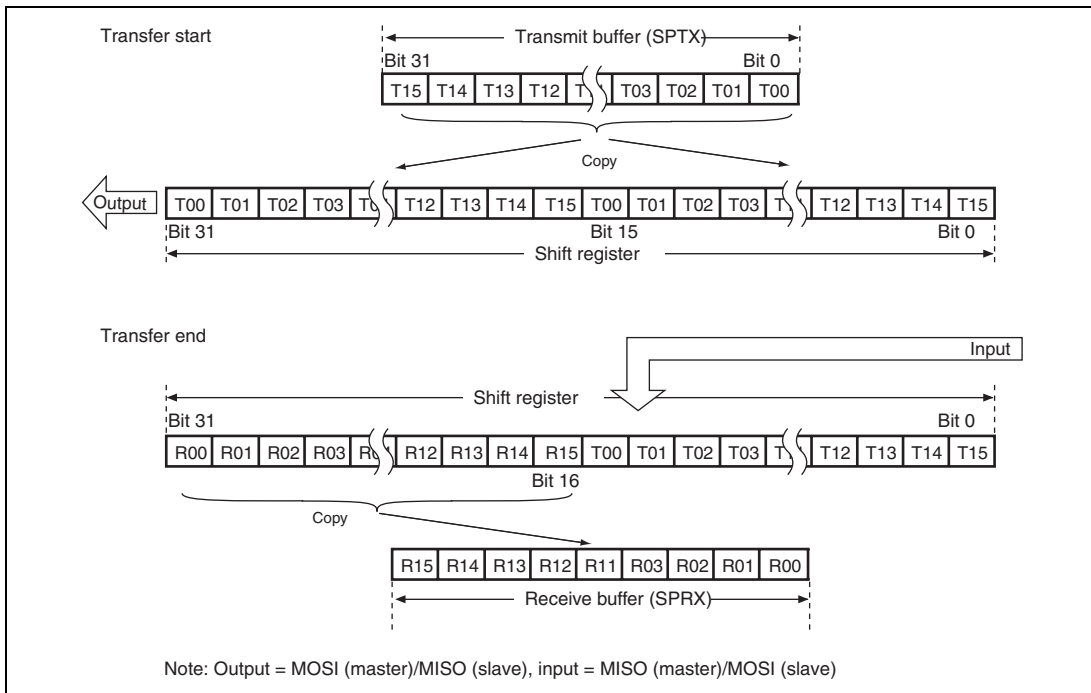 Transfer start
Transmit buffer (SPTX)
Bit 31 Bit 0
T15 T14 T13 T12 T03 T02 T01 T00
Copy
Output T00 T01 T02 T03 T12 T13 T14 T15 T00 T01 T02 T03 T12 T13 T14 T15
Bit 31 Bit 15 Bit 0
Shift register
Transfer end
Input
Shift register
Bit 31 Bit 0
R00 R01 R02 R03 R12 R13 R14 R15 T00 T01 T02 T03 T12 T13 T14 T15
Bit 16
Copy
R15 R14 R13 R12 R11 R03 R02 R01 R00
Receive buffer (SPRX)
Note: Output = MOSI (master)/MISO (slave), input = MISO (master)/MOSI (slave)